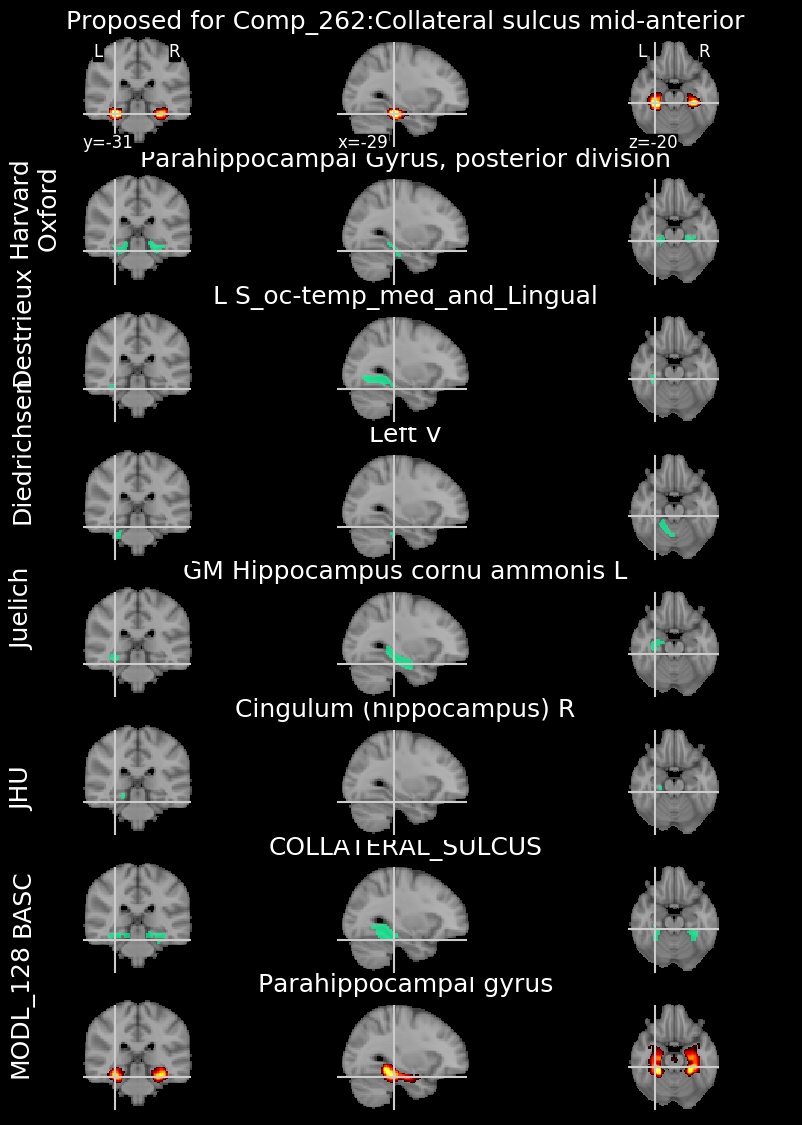 Proposed for Comp_262:Collateral sulcus mid-anterior
L R
L R
y=-31
x=-29
z=-20
Harvard
Oxford
Parahippocampal Gyrus, posterior division
Destrieux
L S_oc-temp_med_and_Lingual
Diedrichsen
Left V
Juelich
GM Hippocampus cornu ammonis L
JHU
Cingulum (hippocampus) R
BASC
COLLATERAL_SULCUS
MODL_128
Parahippocampal gyrus